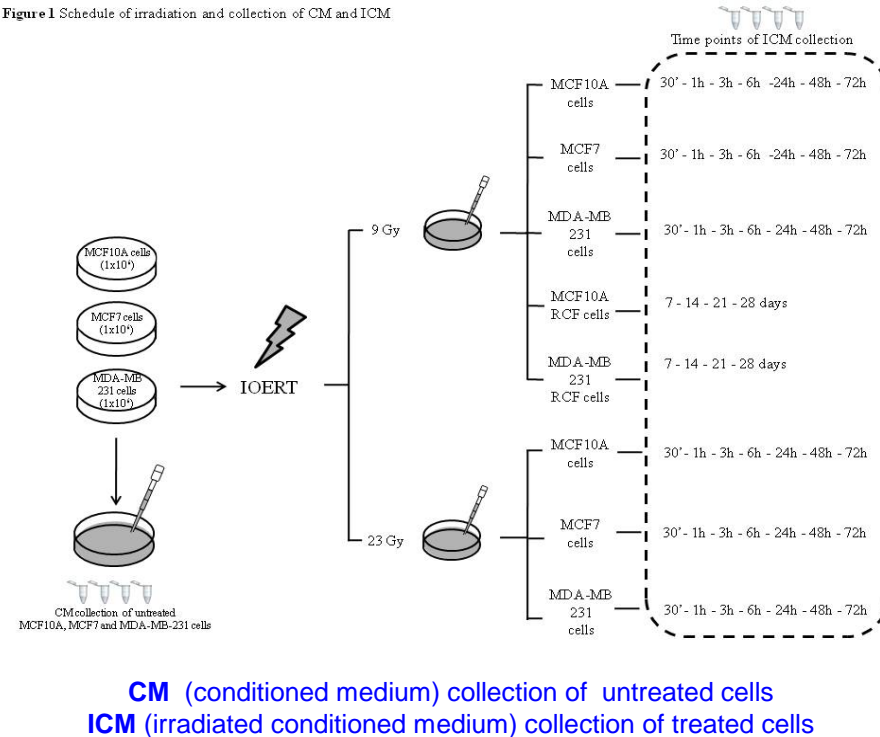 Figure 1 Schedule of irradiation and collection of CM and ICM
Time points of ICM collection
MCF10A cells
(1x10⁶)
MCF7 cells
(1x10⁶)
MDA-MB
231 cells
(1x10⁶)
IOERT
CM collection of untreated
MCF10A, MCF7 and MDA-MB-231 cells
9 Gy
MCF10A
cells
30' - 1h - 3h - 6h -24h - 48h - 72h
MCF7
cells
30' - 1h - 3h - 6h -24h - 48h - 72h
MDA-MB
231
cells
30' - 1h - 3h - 6h - 24h - 48h - 72h
MCF10A
RCF cells
7 - 14 - 21 - 28 days
MDA-MB
231
RCF cells
7 - 14 - 21 - 28 days
23 Gy
MCF10A
cells
30' - 1h - 3h - 6h - 24h - 48h - 72h
MCF7
cells
30' - 1h - 3h - 6h - 24h - 48h - 72h
MDA-MB
231
cells
30' - 1h - 3h - 6h - 24h - 48h - 72h
CM (conditioned medium) collection of untreated cells
ICM (irradiated conditioned medium) collection of treated cells